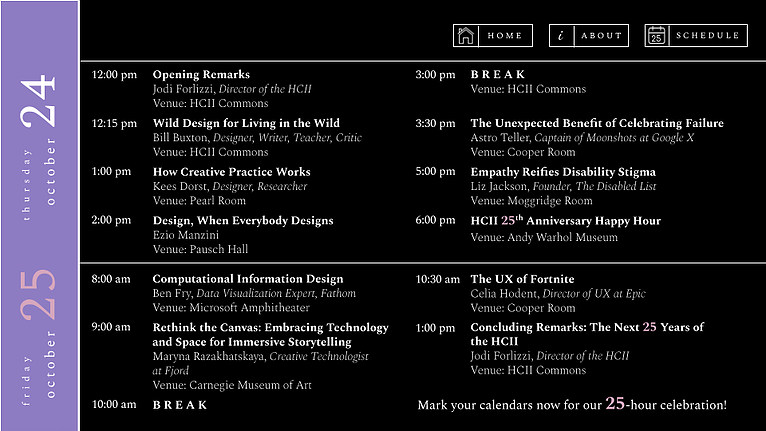 HOME
i ABOUT
25 SCHEDULE
thursday
october 24
12:00 pm Opening Remarks
Jodi Forlizzi, Director of the HCII
Venue: HCII Commons
12:15 pm Wild Design for Living in the Wild
Bill Buxton, Designer, Writer, Teacher, Critic
Venue: HCII Commons
1:00 pm How Creative Practice Works
Kees Dorst, Designer, Researcher
Venue: Pearl Room
2:00 pm Design, When Everybody Designs
Ezio Manzini
Venue: Pausch Hall
3:00 pm BREAK
Venue: HCII Commons
3:30 pm The Unexpected Benefit of Celebrating Failure
Astro Teller, Captain of Moonshots at Google X
Venue: Cooper Room
5:00 pm Empathy Reifies Disability Stigma
Liz Jackson, Founder, The Disabled List
Venue: Moggridge Room
6:00 pm HCII 25th Anniversary Happy Hour
Venue: Andy Warhol Museum
friday
october 25
8:00 am Computational Information Design
Ben Fry, Data Visualization Expert, Fathom
Venue: Microsoft Amphitheater
9:00 am Rethink the Canvas: Embracing Technology
and Space for Immersive Storytelling
Maryna Razakhatskaya, Creative Technologist
at Fjord
Venue: Carnegie Museum of Art
10:00 am BREAK
10:30 am The UX of Fortnite
Celia Hodent, Director of UX at Epic
Venue: Cooper Room
1:00 pm Concluding Remarks: The Next 25 Years of
the HCII
Jodi Forlizzi, Director of the HCII
Venue: HCII Commons
Mark your calendars now for our 25-hour celebration!